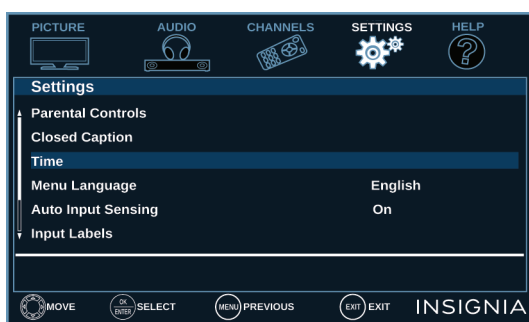 PICTURE AUDIO CHANNELS SETTINGS HELP
Settings
Parental Controls
Closed Caption
Time
Menu Language English
Auto Input Sensing On
Input Labels
MOVE OK ENTER SELECT MENU PREVIOUS EXIT EXIT INSIGNIA